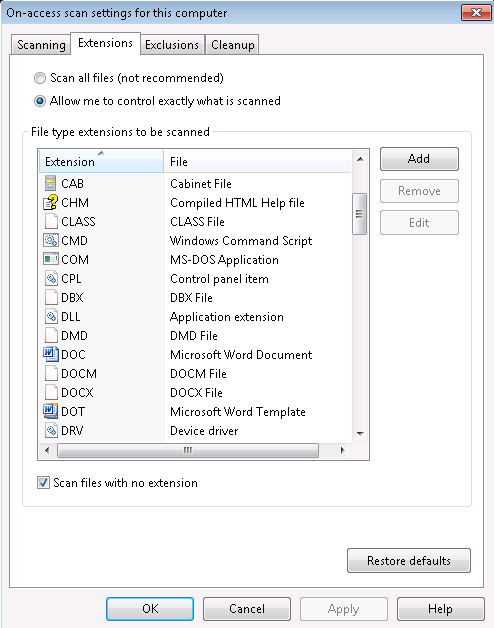 On-access scan settings for this computer
Scanning Extensions Exclusions Cleanup
Scan all files (not recommended)
Allow me to control exactly what is scanned
File type extensions to be scanned
Extension File
CAB Cabinet File
CHM Compiled HTML Help file
CLASS CLASS File
CMD Windows Command Script
COM MS-DOS Application
CPL Control panel item
DBX DBX File
DLL Application extension
DMD DMD File
DOC Microsoft Word Document
DOCM DOCM File
DOCX DOCX File
DOT Microsoft Word Template
DRV Device driver
Add
Remove
Edit
Scan files with no extension
Restore defaults
OK Cancel Apply Help